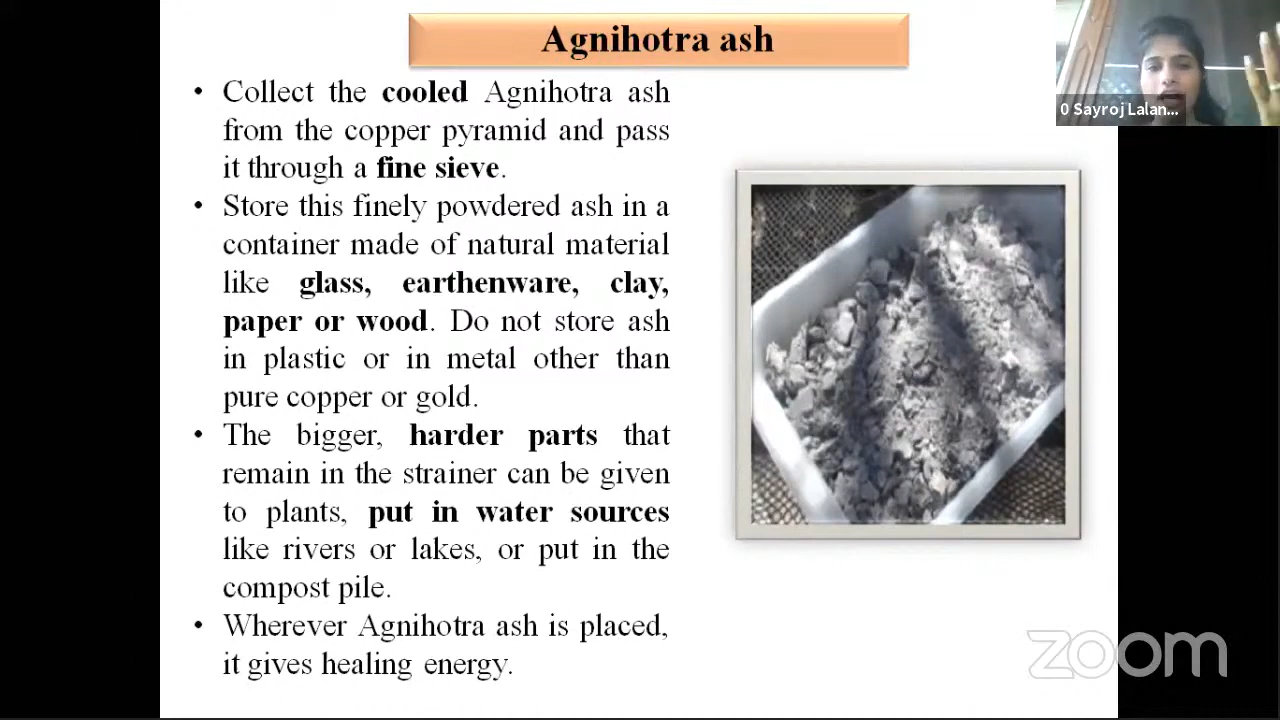 Agnihotra ash
0 Sayroj Lalan...
• Collect the cooled Agnihotra ash
from the copper pyramid and pass
it through a fine sieve.
• Store this finely powdered ash in a
container made of natural material
like glass, earthenware, clay,
paper or wood. Do not store ash
in plastic or in metal other than
pure copper or gold.
• The bigger, harder parts that
remain in the strainer can be given
to plants, put in water sources
like rivers or lakes, or put in the
compost pile.
• Wherever Agnihotra ash is placed,
it gives healing energy.
zoom